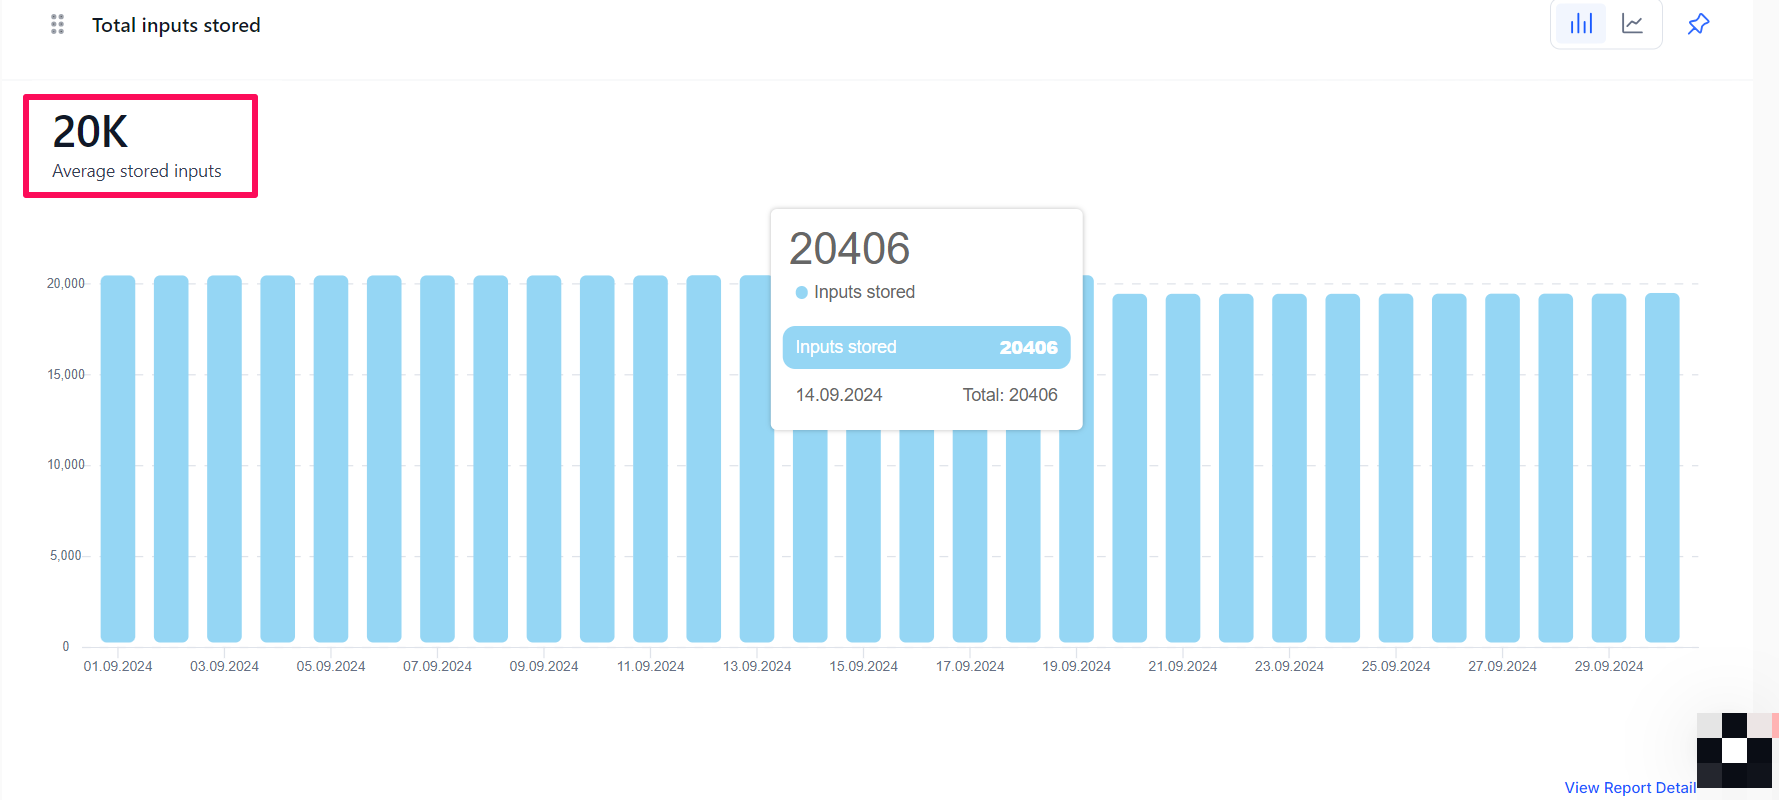 Total inputs stored
20K
Average stored inputs
20406
Inputs stored
Inputs stored 20406
14.09.2024 Total: 20406
20,000
15,000
10,000
5,000
0
01.09.2024 03.09.2024 05.09.2024 07.09.2024 09.09.2024 11.09.2024 13.09.2024 15.09.2024 17.09.2024 19.09.2024 21.09.2024 23.09.2024 25.09.2024 27.09.2024 29.09.2024
View Report Detail